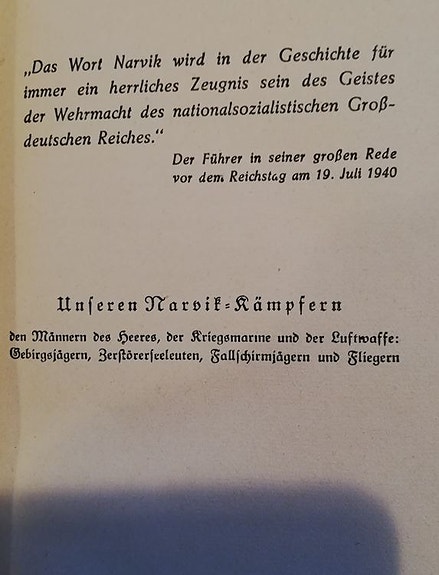 „Das Wort Narvik wird in der Geschichte für
immer ein herrliches Zeugnis sein des Geistes
der Wehrmacht des nationalsozialistischen Groß-
deutschen Reiches.“
Der Führer in seiner großen Rede
vor dem Reichstag am 19. Juli 1940
Unseren Narvik-Kämpfern
den Männern des Heeres, der Kriegsmarine und der Luftwaffe:
Gebirgsjägern, Zerstörerseeleuten, Fallschirmjägern und Fliegern